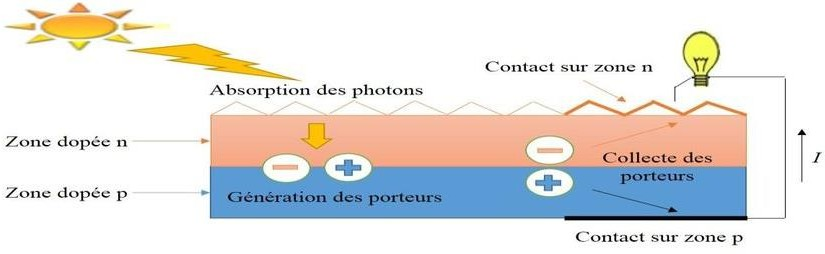 Contact sur zone n
Absorption des photons
Zone dopée n
Collecte des
porteurs
I
Zone dopée p
Génération des porteurs
Contact sur zone p